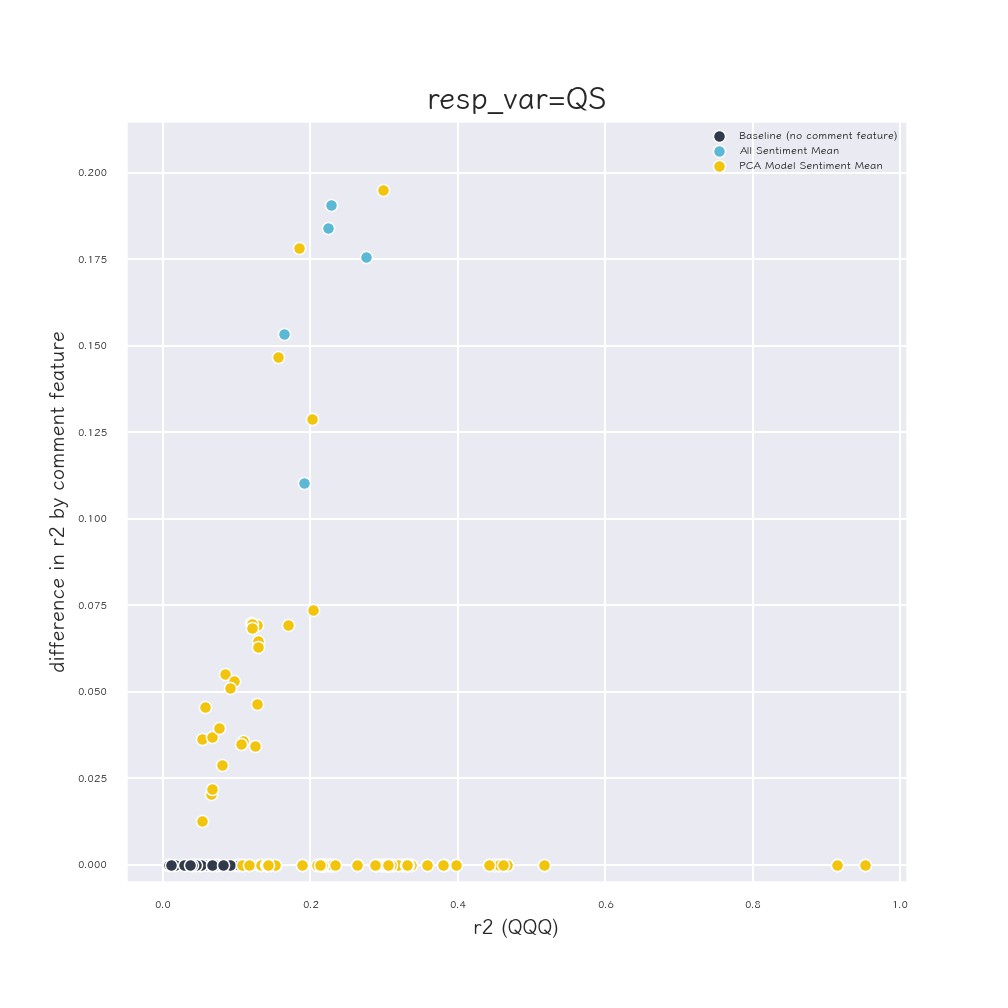 resp_var=QS
Baseline (no comment feature)
All Sentiment Mean
PCA Model Sentiment Mean
difference in r2 by comment feature
0.200
0.175
0.150
0.125
0.100
0.075
0.050
0.025
0.000
0.0 0.2 0.4 0.6 0.8 1.0
r2 (QQQ)